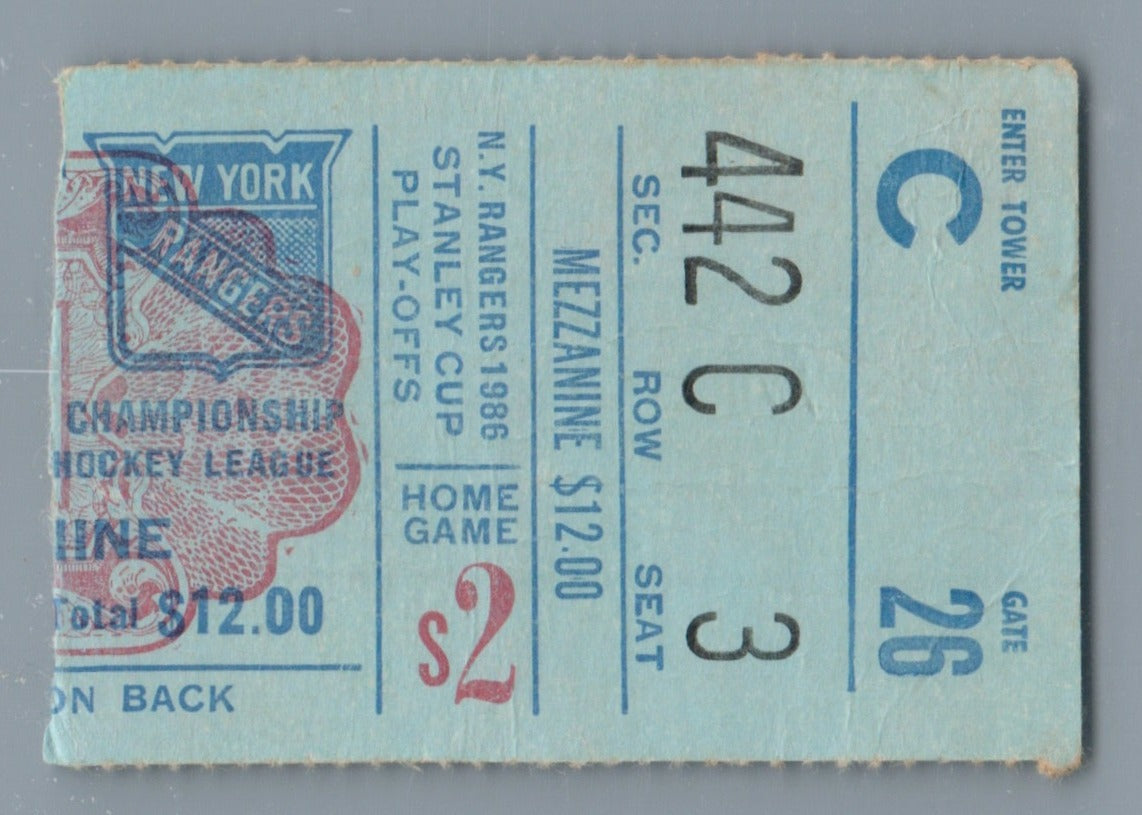 NEW YORK
RANGERS
CHAMPIONSHIP
HOCKEY LEAGUE
INE
Total $12.00
ON BACK
N.Y. RANGERS 1986
STANLEY CUP
PLAY-OFFS
HOME
GAME
S2
MEZZANINE $12.00
SEC. ROW SEAT
442 C 3
C
26
ENTER TOWER
GATE